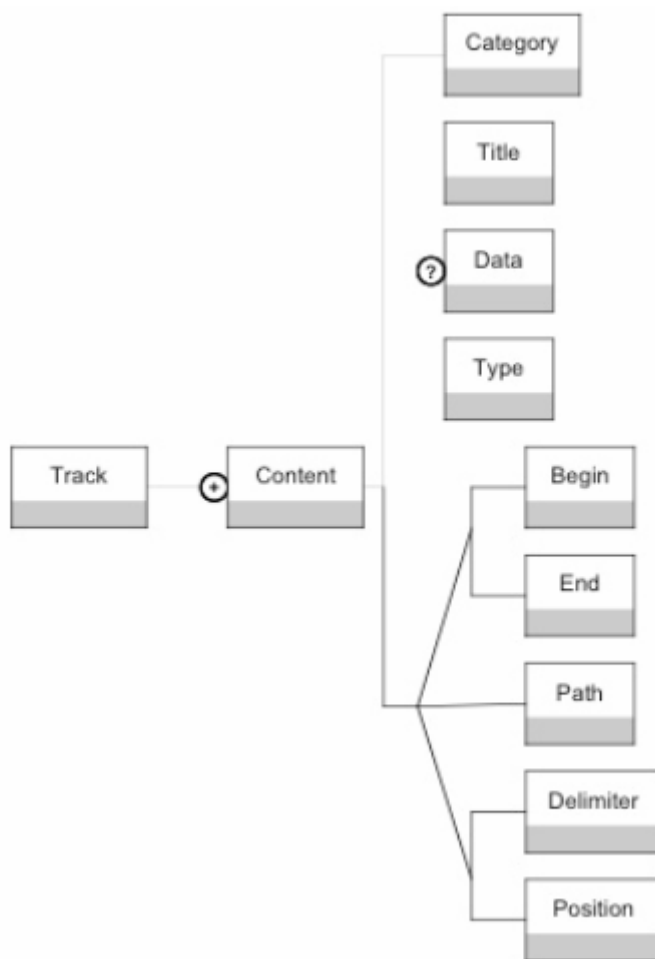 Category
Title
?
Data
Type
Track
+
Content
Begin
End
Path
Delimiter
Position